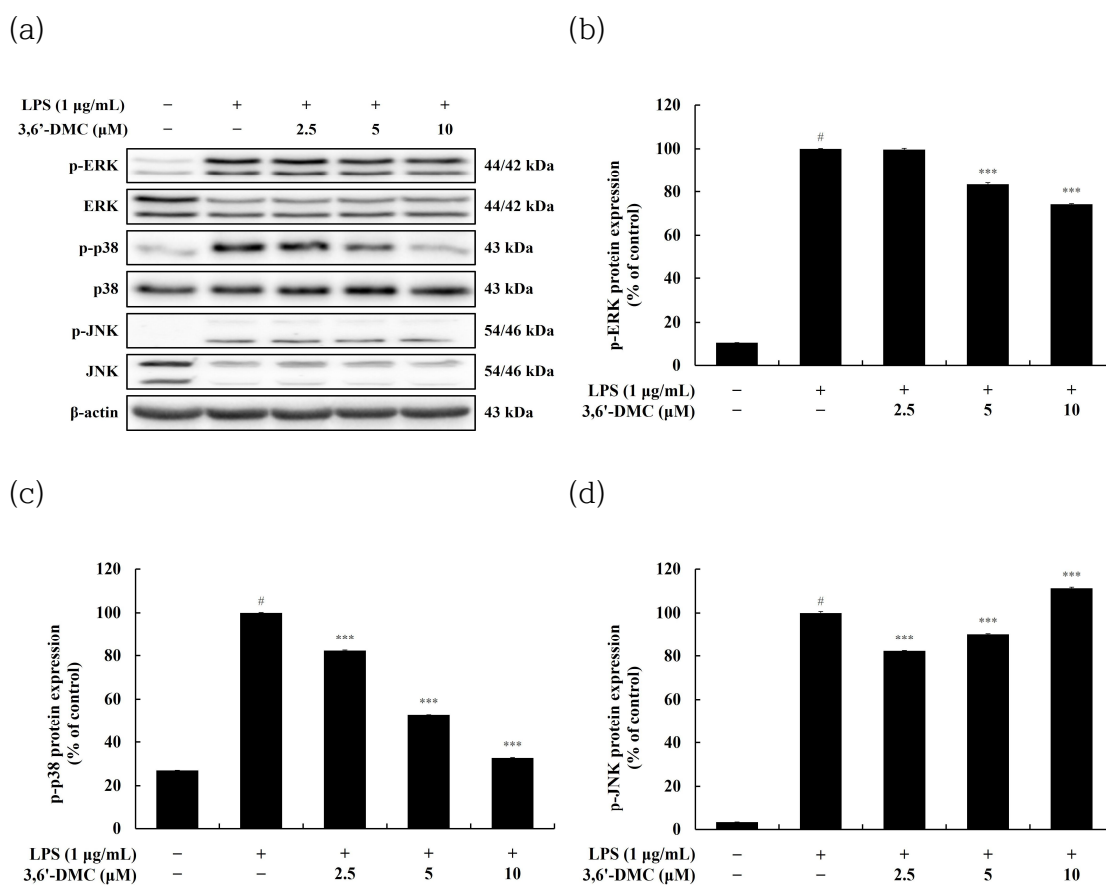 (a)
LPS (1 μg/mL) – + + + +
3,6'-DMC (μM) – – 2.5 5 10
p-ERK 44/42 kDa
ERK 44/42 kDa
p-p38 43 kDa
p38 43 kDa
p-JNK 54/46 kDa
JNK 54/46 kDa
β-actin 43 kDa
(b)
p-ERK protein expression
(% of control)
120
100
80
60
40
20
0
#
***
***
LPS (1 μg/mL) – + + + +
3,6'-DMC (μM) – – 2.5 5 10
(c)
p-p38 protein expression
(% of control)
120
100
80
60
40
20
0
#
***
***
***
LPS (1 μg/mL) – + + + +
3,6'-DMC (μM) – – 2.5 5 10
(d)
p-JNK protein expression
(% of control)
120
100
80
60
40
20
0
#
***
***
***
LPS (1 μg/mL) – + + + +
3,6'-DMC (μM) – – 2.5 5 10